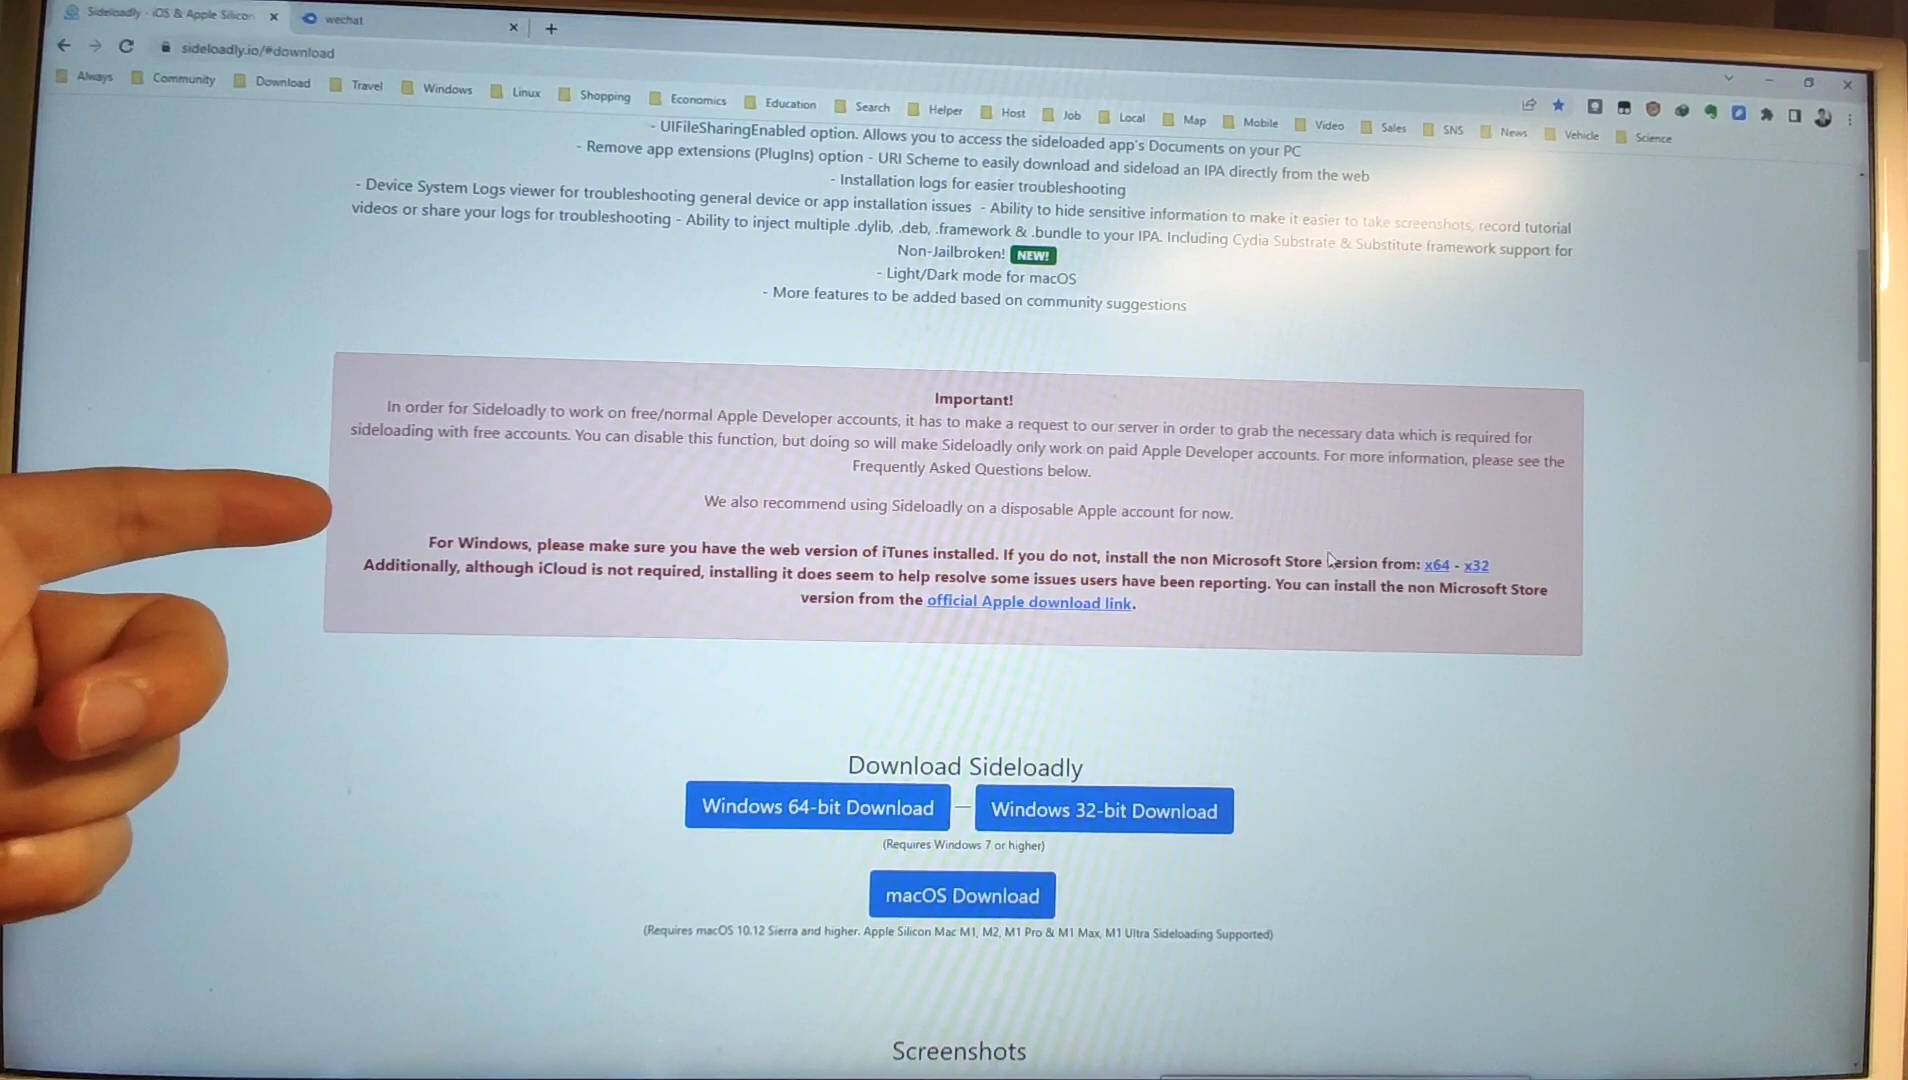 Sideloadly - iOS & Apple Silicon
wechat
sideloadly.io/#download
Always Community Download Travel Windows Linux Shopping Economics Education Search Helper Host Job Local Map Mobile Video Sales SNS News Vehicle Science
- UIFileSharingEnabled option. Allows you to access the sideloaded app's Documents on your PC
- Remove app extensions (PlugIns) option - URI Scheme to easily download and sideload an IPA directly from the web
- Installation logs for easier troubleshooting
- Device System Logs viewer for troubleshooting general device or app installation issues - Ability to hide sensitive information to make it easier to take screenshots, record tutorial
videos or share your logs for troubleshooting - Ability to inject multiple .dylib, .deb, .framework & .bundle to your IPA. Including Cydia Substrate & Substitute framework support for
Non-Jailbroken! NEW!
- Light/Dark mode for macOS
- More features to be added based on community suggestions
Important!
In order for Sideloadly to work on free/normal Apple Developer accounts, it has to make a request to our server in order to grab the necessary data which is required for
sideloading with free accounts. You can disable this function, but doing so will make Sideloadly only work on paid Apple Developer accounts. For more information, please see the
Frequently Asked Questions below.
We also recommend using Sideloadly on a disposable Apple account for now.
For Windows, please make sure you have the web version of iTunes installed. If you do not, install the non Microsoft Store version from: x64 - x32
Additionally, although iCloud is not required, installing it does seem to help resolve some issues users have been reporting. You can install the non Microsoft Store
version from the official Apple download link.
Download Sideloadly
Windows 64-bit Download — Windows 32-bit Download
(Requires Windows 7 or higher)
macOS Download
(Requires macOS 10.12 Sierra and higher. Apple Silicon Mac M1, M2, M1 Pro & M1 Max, M1 Ultra Sideloading Supported)
Screenshots